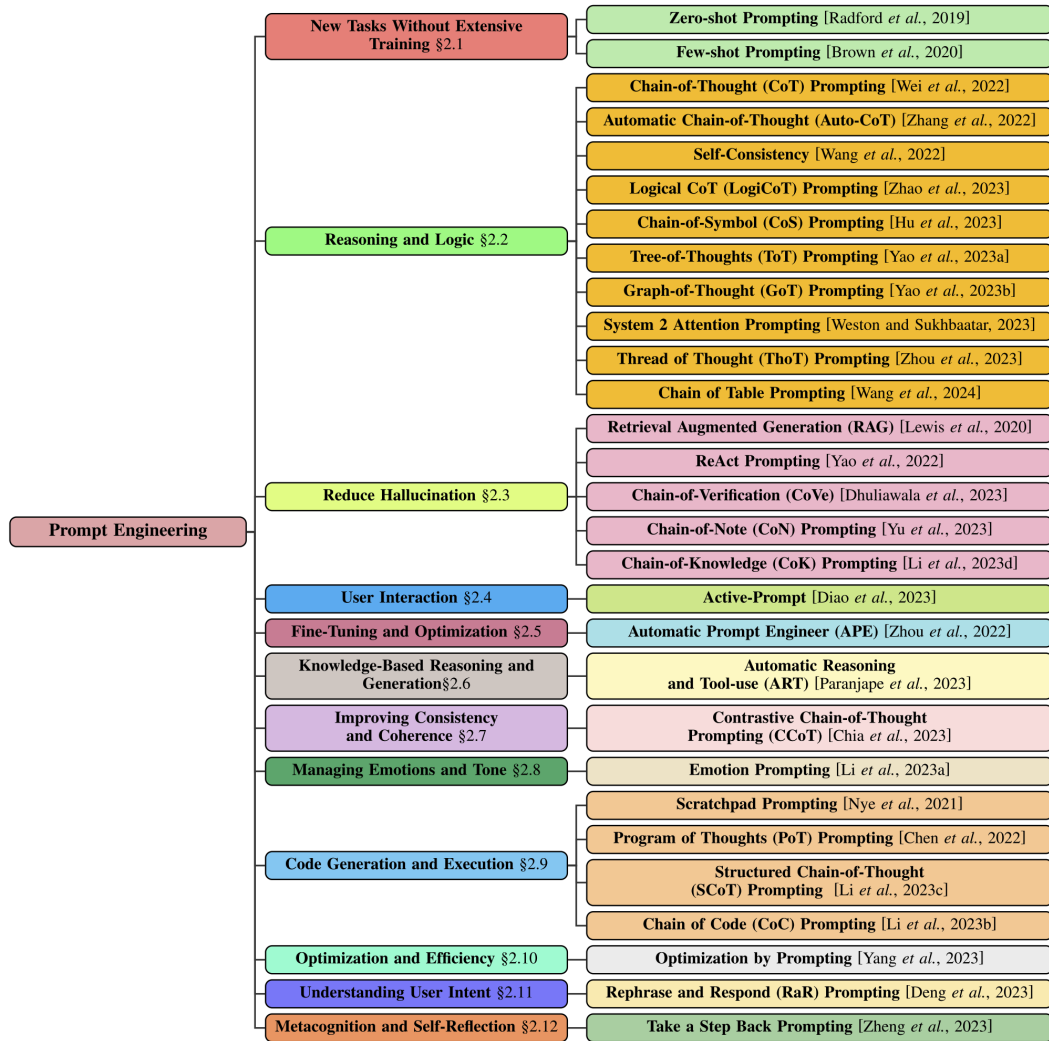 New Tasks Without Extensive
Training §2.1
Zero-shot Prompting [Radford et al., 2019]
Few-shot Prompting [Brown et al., 2020]
Reasoning and Logic §2.2
Chain-of-Thought (CoT) Prompting [Wei et al., 2022]
Automatic Chain-of-Thought (Auto-CoT) [Zhang et al., 2022]
Self-Consistency [Wang et al., 2022]
Logical CoT (LogiCoT) Prompting [Zhao et al., 2023]
Chain-of-Symbol (CoS) Prompting [Hu et al., 2023]
Tree-of-Thoughts (ToT) Prompting [Yao et al., 2023a]
Graph-of-Thought (GoT) Prompting [Yao et al., 2023b]
System 2 Attention Prompting [Weston and Sukhbaatar, 2023]
Thread of Thought (ThoT) Prompting [Zhou et al., 2023]
Chain of Table Prompting [Wang et al., 2024]
Prompt Engineering
Reduce Hallucination §2.3
Retrieval Augmented Generation (RAG) [Lewis et al., 2020]
ReAct Prompting [Yao et al., 2022]
Chain-of-Verification (CoVe) [Dhuliawala et al., 2023]
Chain-of-Note (CoN) Prompting [Yu et al., 2023]
Chain-of-Knowledge (CoK) Prompting [Li et al., 2023d]
User Interaction §2.4
Active-Prompt [Diao et al., 2023]
Fine-Tuning and Optimization §2.5
Automatic Prompt Engineer (APE) [Zhou et al., 2022]
Knowledge-Based Reasoning and
Generation§2.6
Automatic Reasoning
and Tool-use (ART) [Paranjape et al., 2023]
Improving Consistency
and Coherence §2.7
Contrastive Chain-of-Thought
Prompting (CCoT) [Chia et al., 2023]
Managing Emotions and Tone §2.8
Emotion Prompting [Li et al., 2023a]
Code Generation and Execution §2.9
Scratchpad Prompting [Nye et al., 2021]
Program of Thoughts (PoT) Prompting [Chen et al., 2022]
Structured Chain-of-Thought
(SCoT) Prompting [Li et al., 2023c]
Chain of Code (CoC) Prompting [Li et al., 2023b]
Optimization and Efficiency §2.10
Optimization by Prompting [Yang et al., 2023]
Understanding User Intent §2.11
Rephrase and Respond (RaR) Prompting [Deng et al., 2023]
Metacognition and Self-Reflection §2.12
Take a Step Back Prompting [Zheng et al., 2023]